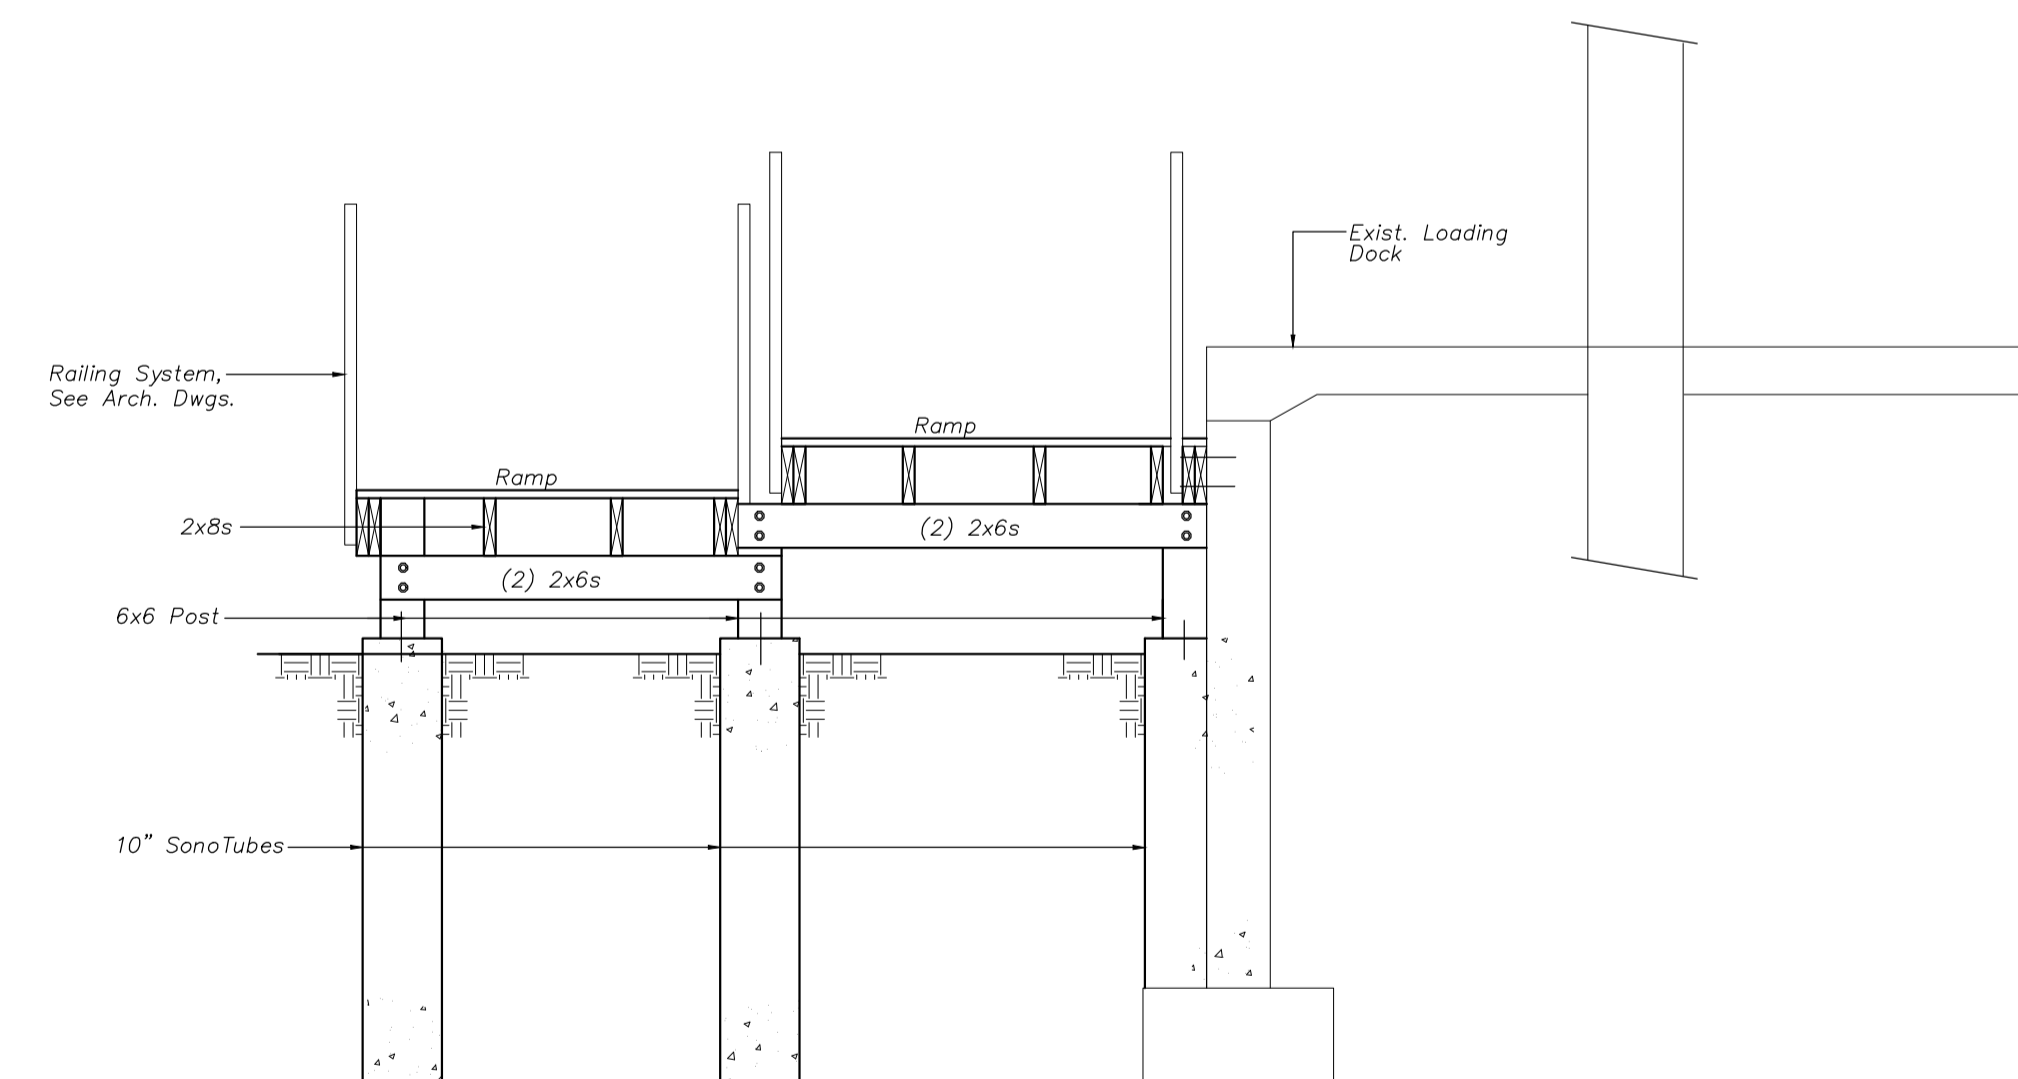 Exist. Loading
Dock
Railing System,
See Arch. Dwgs.
Ramp
Ramp
2x8s
(2) 2x6s
(2) 2x6s
6x6 Post
10" SonoTubes